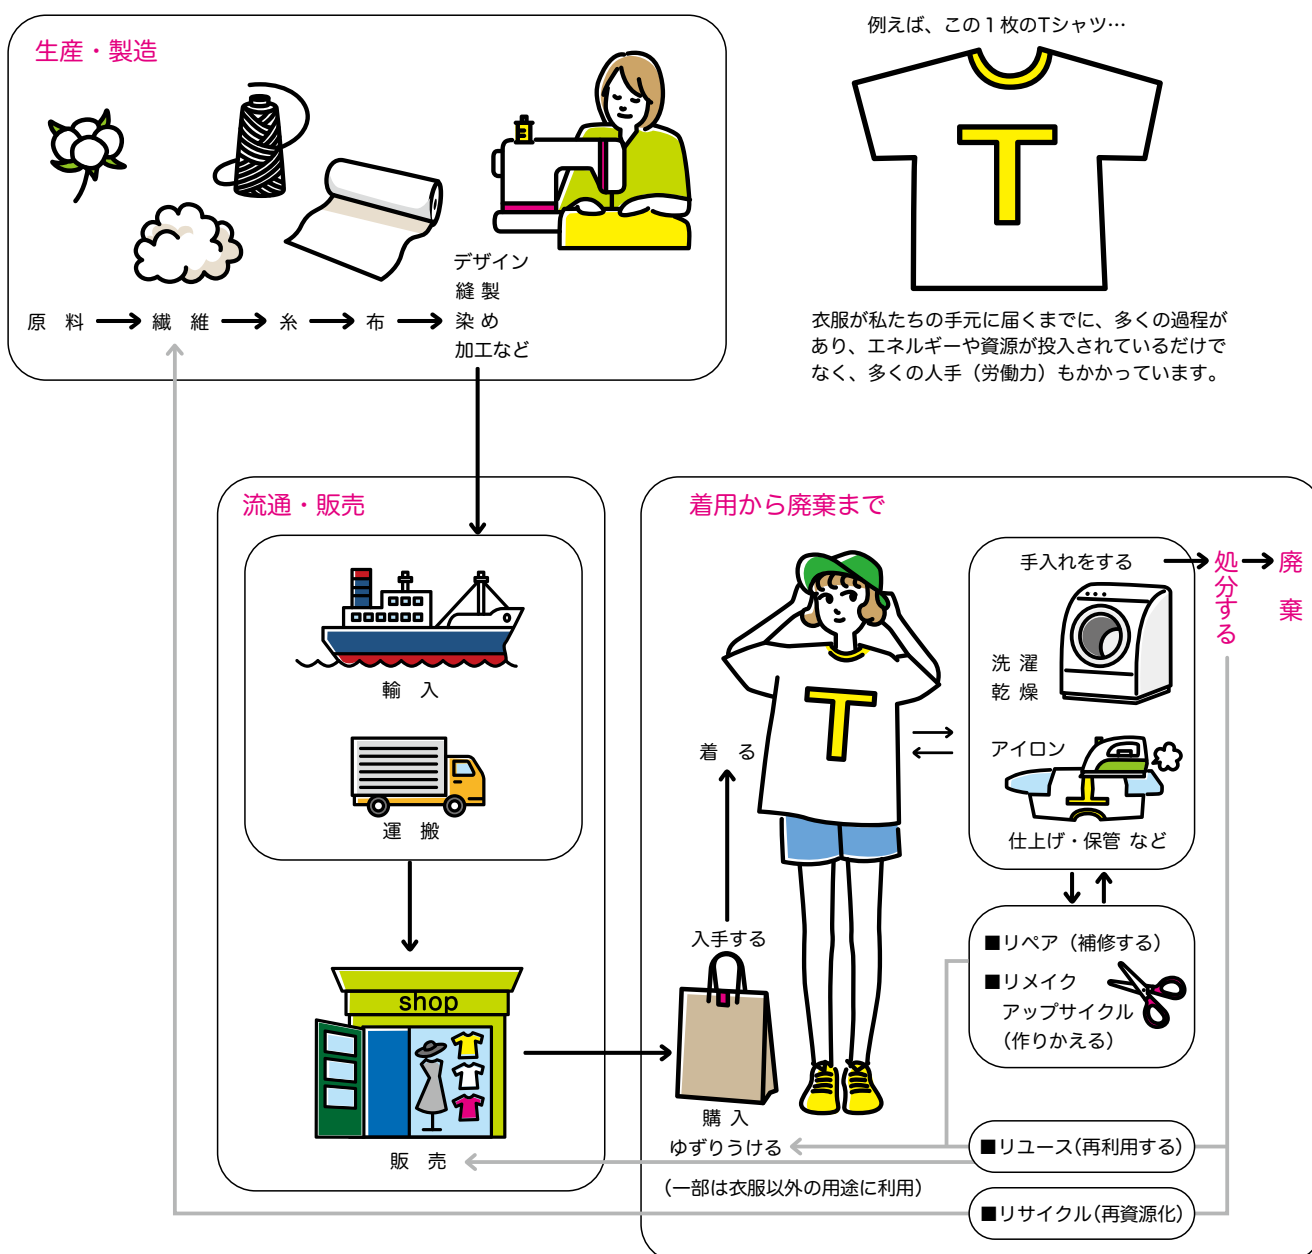 例えば、この1枚のTシャツ…
生産・製造
T
デザイン
縫製
染め
加工など
原料
繊維
糸
布
衣服が私たちの手元に届くまでに、多くの過程が
あり、エネルギーや資源が投入されているだけで
なく、多くの人手（労働力）もかかっています。
流通・販売
輸入
運搬
shop
販売
着用から廃棄まで
手入れをする
処分する
廃棄
洗濯
乾燥
アイロン
仕上げ・保管 など
着る
T
入手する
購入
ゆずりうける
■リペア（補修する）
■リメイク
アップサイクル
（作りかえる）
■リユース（再利用する）
（一部は衣服以外の用途に利用）
■リサイクル（再資源化）